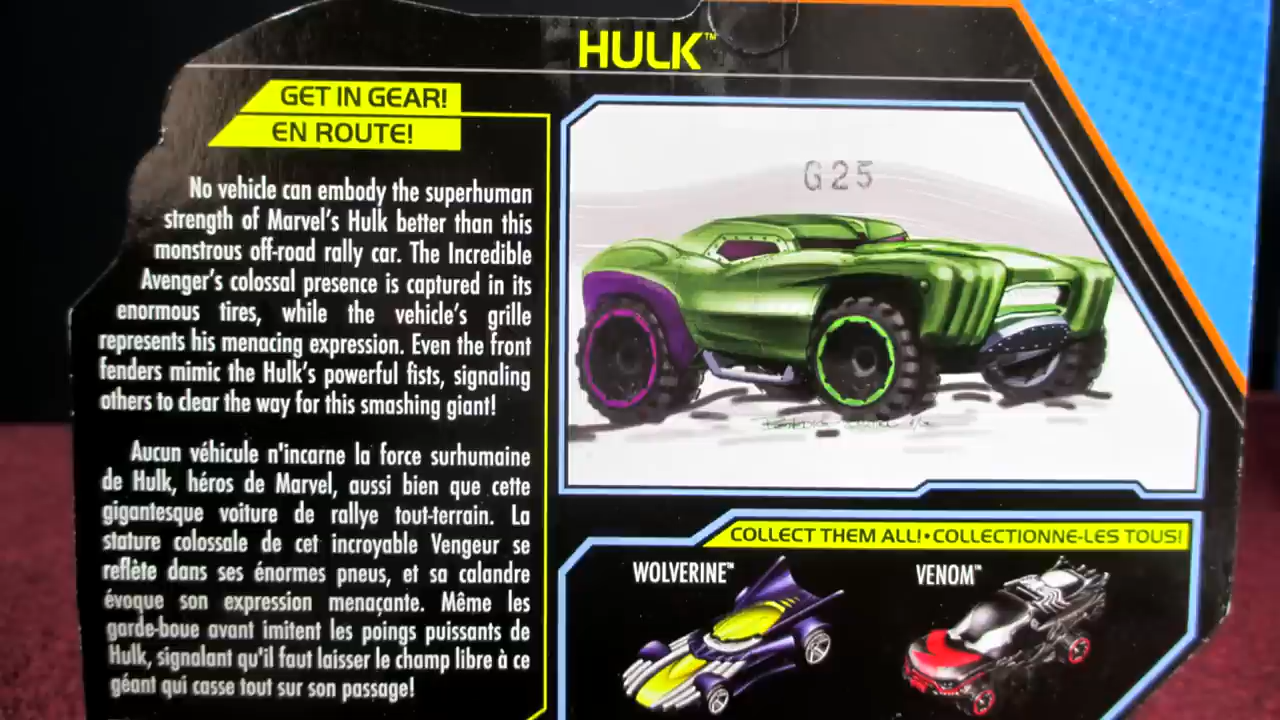 HULK™
GET IN GEAR!
EN ROUTE!
No vehicle can embody the superhuman
strength of Marvel's Hulk better than this
monstrous off-road rally car. The Incredible
Avenger's colossal presence is captured in its
enormous tires, while the vehicle's grille
represents his menacing expression. Even the front
fenders mimic the Hulk's powerful fists, signaling
others to clear the way for this smashing giant!
Aucun véhicule n'incarne la force surhumaine
de Hulk, héros de Marvel, aussi bien que cette
gigantesque voiture de rallye tout-terrain. La
stature colossale de cet incroyable Vengeur se
reflète dans ses énormes pneus, et sa calandre
évoque son expression menaçante. Même les
garde-boue avant imitent les poings puissants de
Hulk, signalant qu'il faut laisser le champ libre à ce
géant qui casse tout sur son passage!
G25
COLLECT THEM ALL!•COLLECTIONNE-LES TOUS!
WOLVERINE™
VENOM™